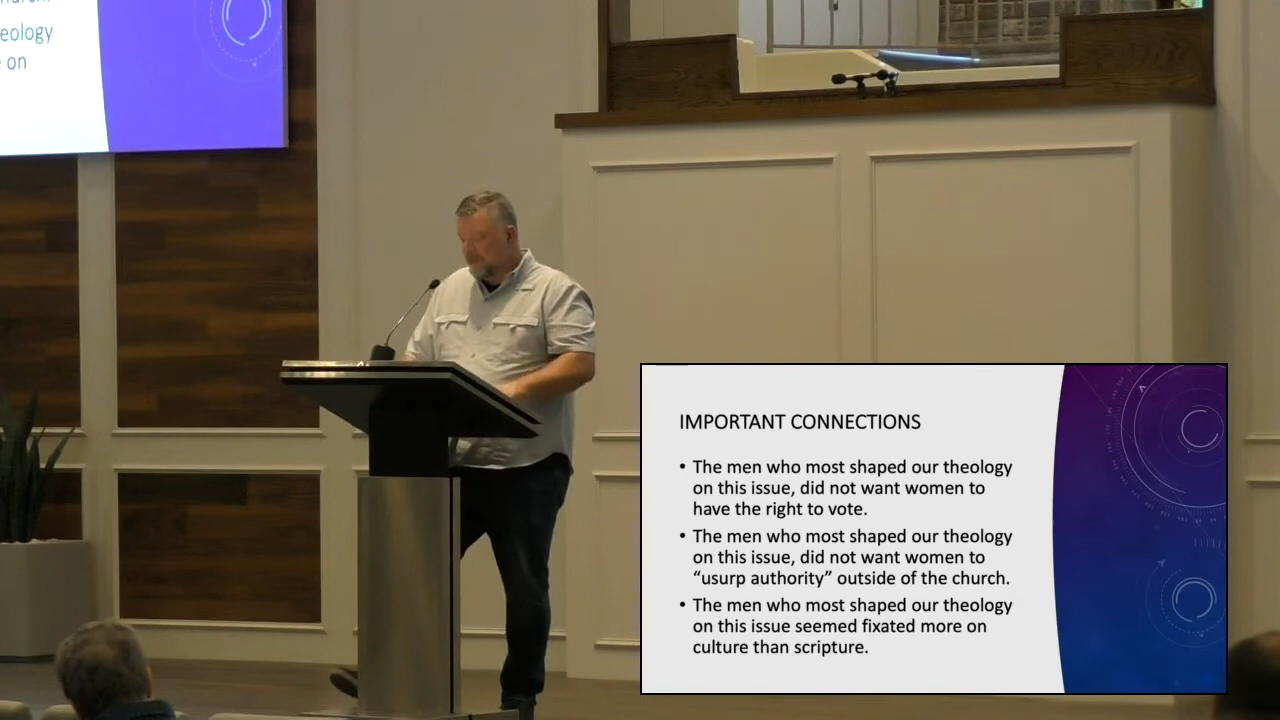 eology
on
IMPORTANT CONNECTIONS
• The men who most shaped our theology
on this issue, did not want women to
have the right to vote.
• The men who most shaped our theology
on this issue, did not want women to
“usurp authority” outside of the church.
• The men who most shaped our theology
on this issue seemed fixated more on
culture than scripture.